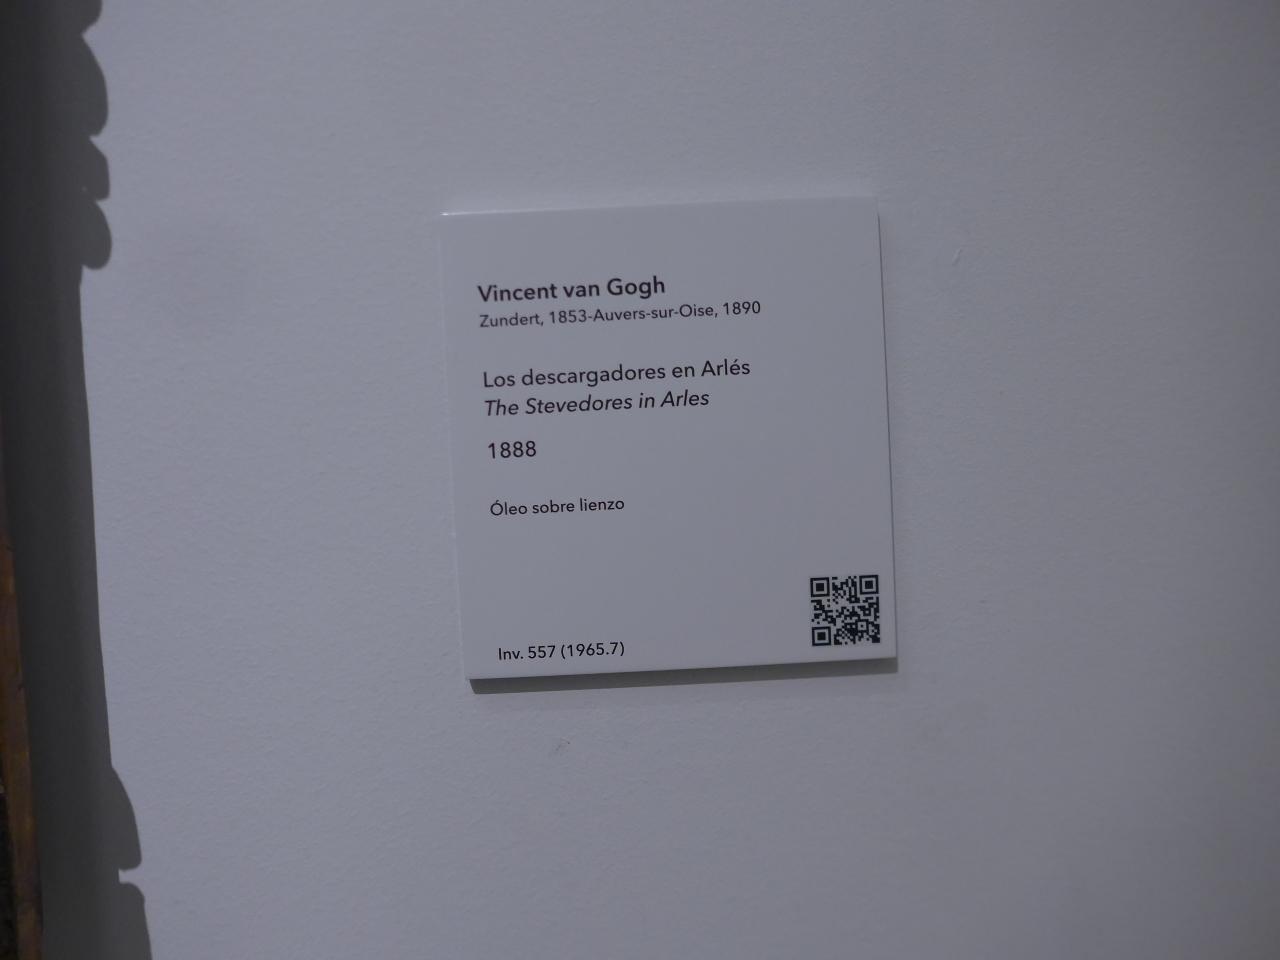 Vincent van Gogh
Zundert, 1853-Auvers-sur-Oise, 1890
Los descargadores en Arlés
The Stevedores in Arles
1888
Óleo sobre lienzo
Inv. 557 (1965.7)